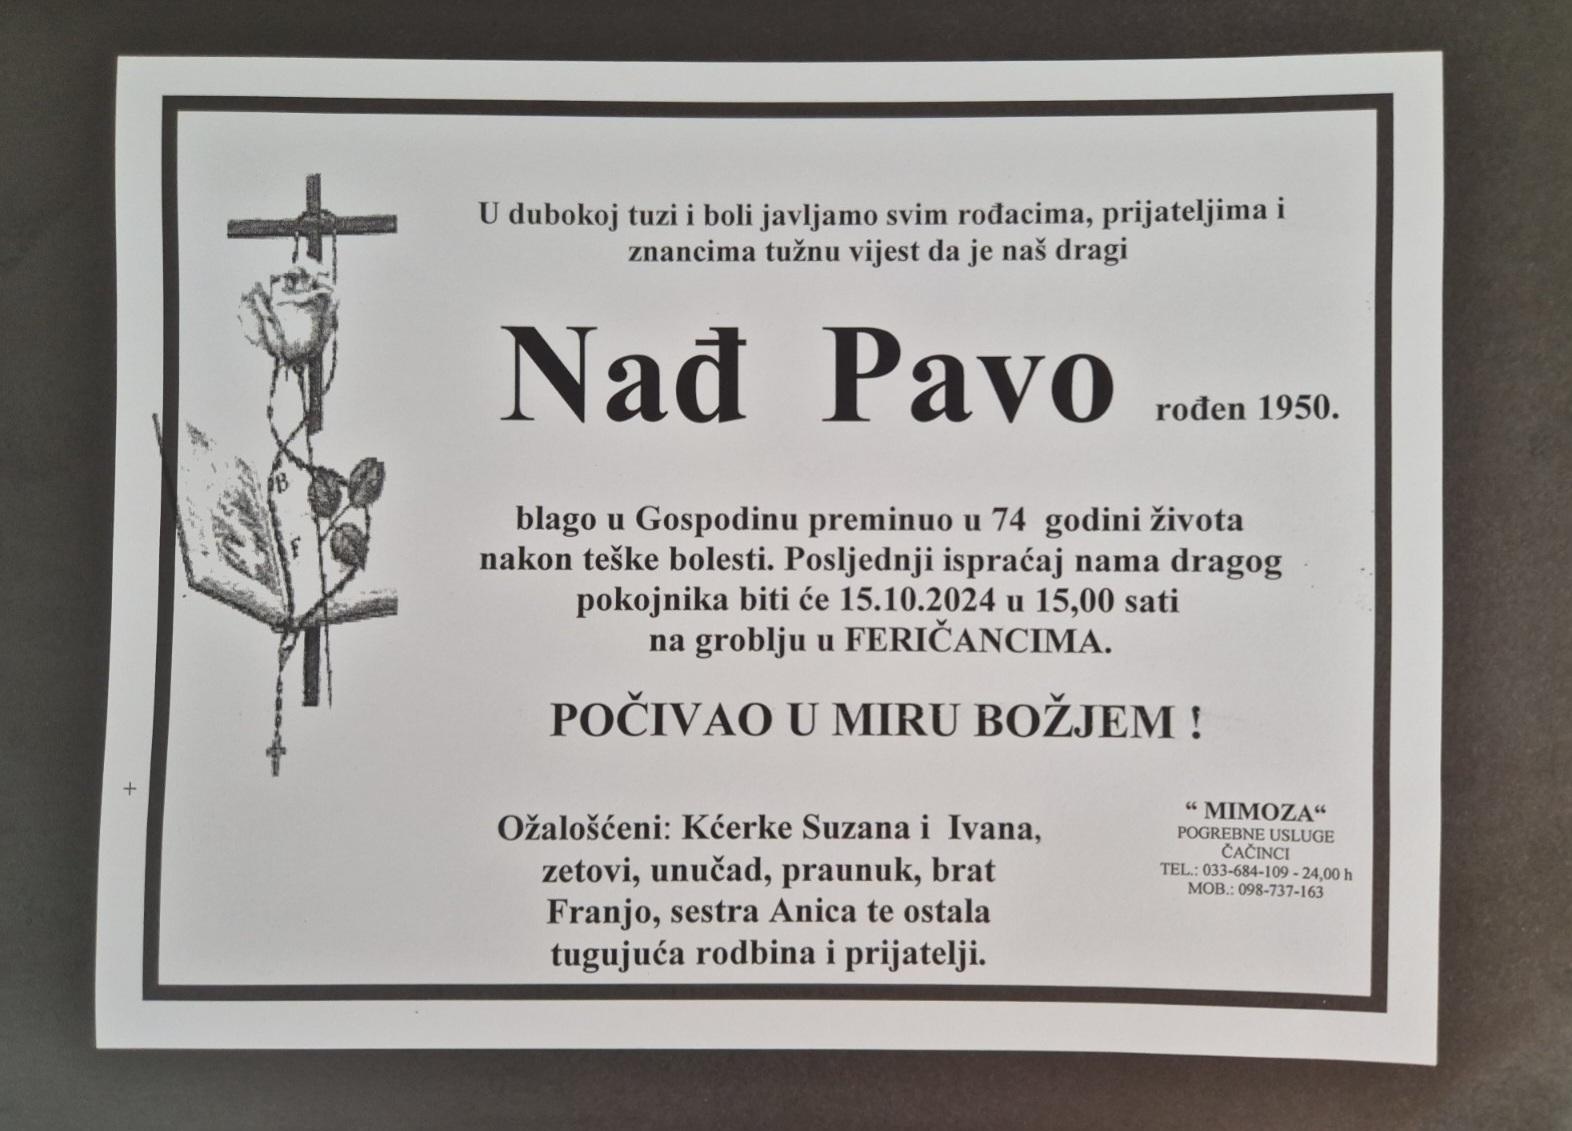 U dubokoj tuzi i boli javljamo svim rođacima, prijateljima i
znancima tužnu vijest da je naš dragi
Nađ Pavo rođen 1950.
blago u Gospodinu preminuo u 74 godini života
nakon teške bolesti. Posljednji ispraćaj nama dragog
pokojnika biti će 15.10.2024 u 15,00 sati
na groblju u FERIČANCIMA.
POČIVAO U MIRU BOŽJEM !
Ožalošćeni: Kćerke Suzana i Ivana,
zetovi, unučad, praunuk, brat
Franjo, sestra Anica te ostala
tugujuća rodbina i prijatelji.
“ MIMOZA“
POGREBNE USLUGE
ČAČINCI
TEL.: 033-684-109 - 24,00 h
MOB.: 098-737-163
B
F